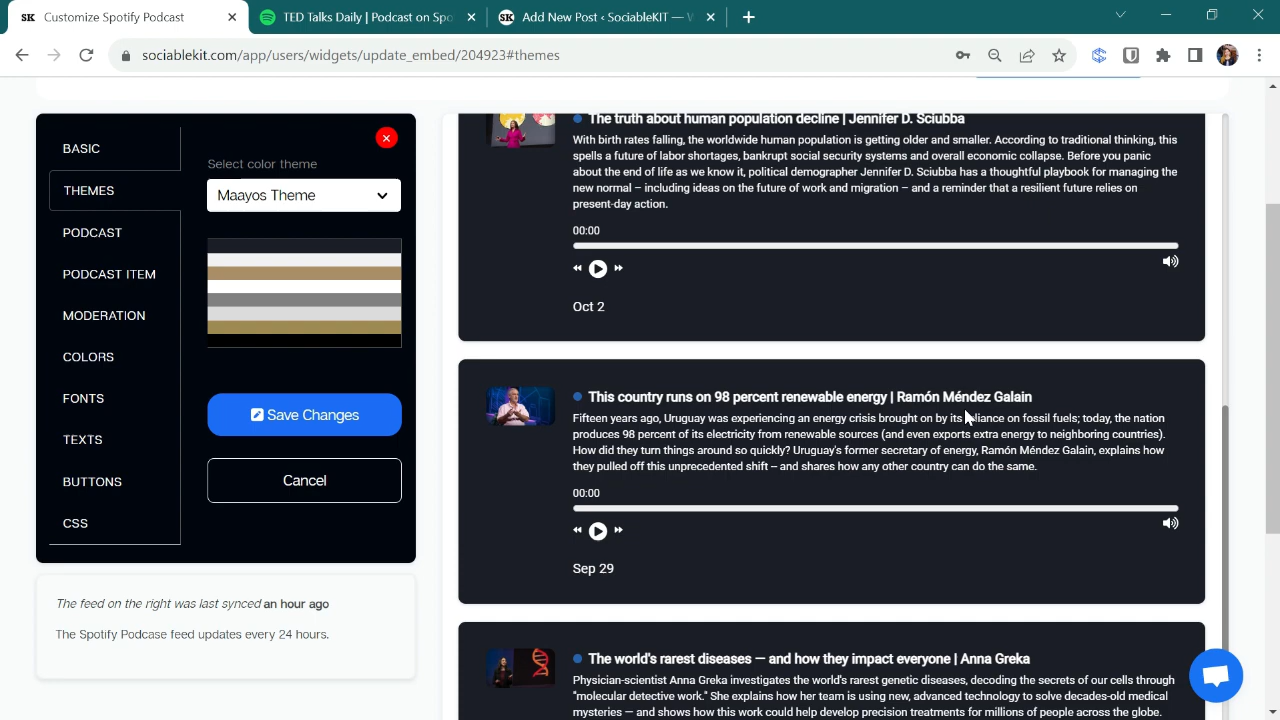 SK Customize Spotify Podcast
TED Talks Daily | Podcast on Spo
SK Add New Post ‹ SociableKIT — W
sociablekit.com/app/users/widgets/update_embed/204923#themes
BASIC
THEMES
PODCAST
PODCAST ITEM
MODERATION
COLORS
FONTS
TEXTS
BUTTONS
CSS
Select color theme
Maayos Theme
Save Changes
Cancel
The feed on the right was last synced an hour ago
The Spotify Podcase feed updates every 24 hours.
The truth about human population decline | Jennifer D. Sciubba
With birth rates falling, the worldwide human population is getting older and smaller. According to traditional thinking, this
spells a future of labor shortages, bankrupt social security systems and overall economic collapse. Before you panic
about the end of life as we know it, political demographer Jennifer D. Sciubba has a thoughtful playbook for managing the
new normal – including ideas on the future of work and migration – and a reminder that a resilient future relies on
present-day action.
00:00
Oct 2
This country runs on 98 percent renewable energy | Ramón Méndez Galain
Fifteen years ago, Uruguay was experiencing an energy crisis brought on by its reliance on fossil fuels; today, the nation
produces 98 percent of its electricity from renewable sources (and even exports extra energy to neighboring countries).
How did they turn things around so quickly? Uruguay's former secretary of energy, Ramón Méndez Galain, explains how
they pulled off this unprecedented shift – and shares how any other country can do the same.
00:00
Sep 29
The world's rarest diseases — and how they impact everyone | Anna Greka
Physician-scientist Anna Greka investigates the world's rarest genetic diseases, decoding the secrets of our cells through
"molecular detective work." She explains how her team is using new, advanced technology to solve decades-old medical
mysteries — and shows how this work could help develop precision treatments for millions of people across the globe.